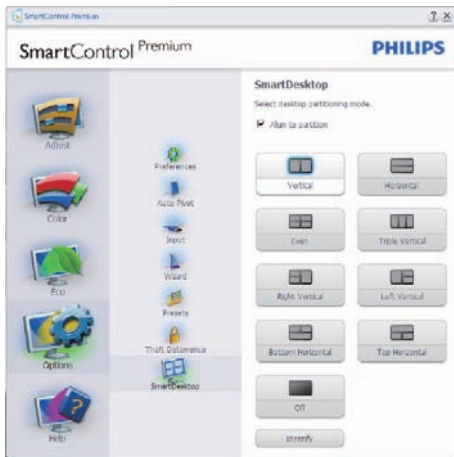 SmartControl Premium
? X
SmartControl Premium
PHILIPS
Adjust
Color
Eco
Options
Help
Preferences
Auto Pivot
Input
Wizard
Presets
Theft Deterrence
SmartDesktop
SmartDesktop
Select desktop partitioning mode.
Align to partition
Vertical
Horizontal
Even
Triple Vertical
Right Vertical
Left Vertical
Bottom Horizontal
Top Horizontal
Off
Identify